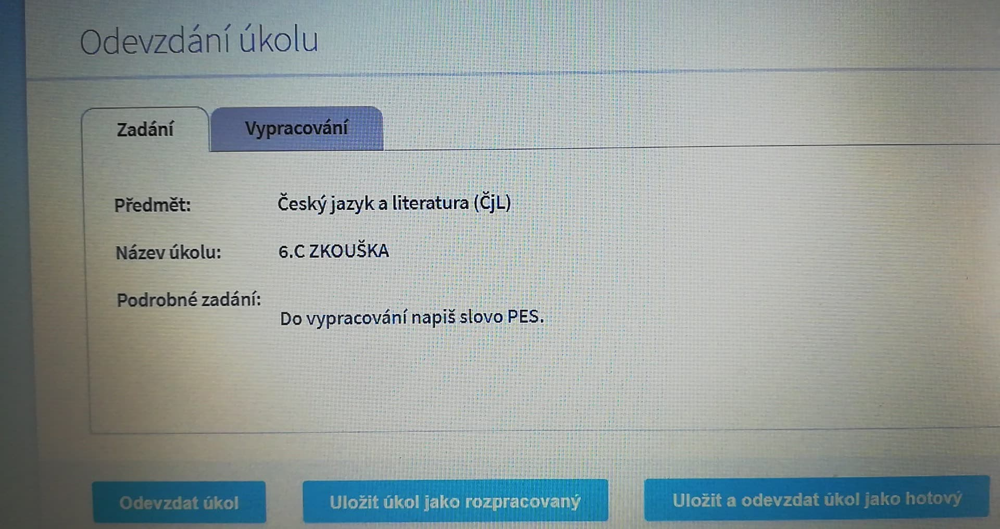 Odevzdání úkolu
Zadání
Vypracování
Předmět: Český jazyk a literatura (ČjL)
Název úkolu: 6.C ZKOUŠKA
Podrobné zadání:
Do vypracování napiš slovo PES.
Odevzdat úkol
Uložit úkol jako rozpracovaný
Uložit a odevzdat úkol jako hotový